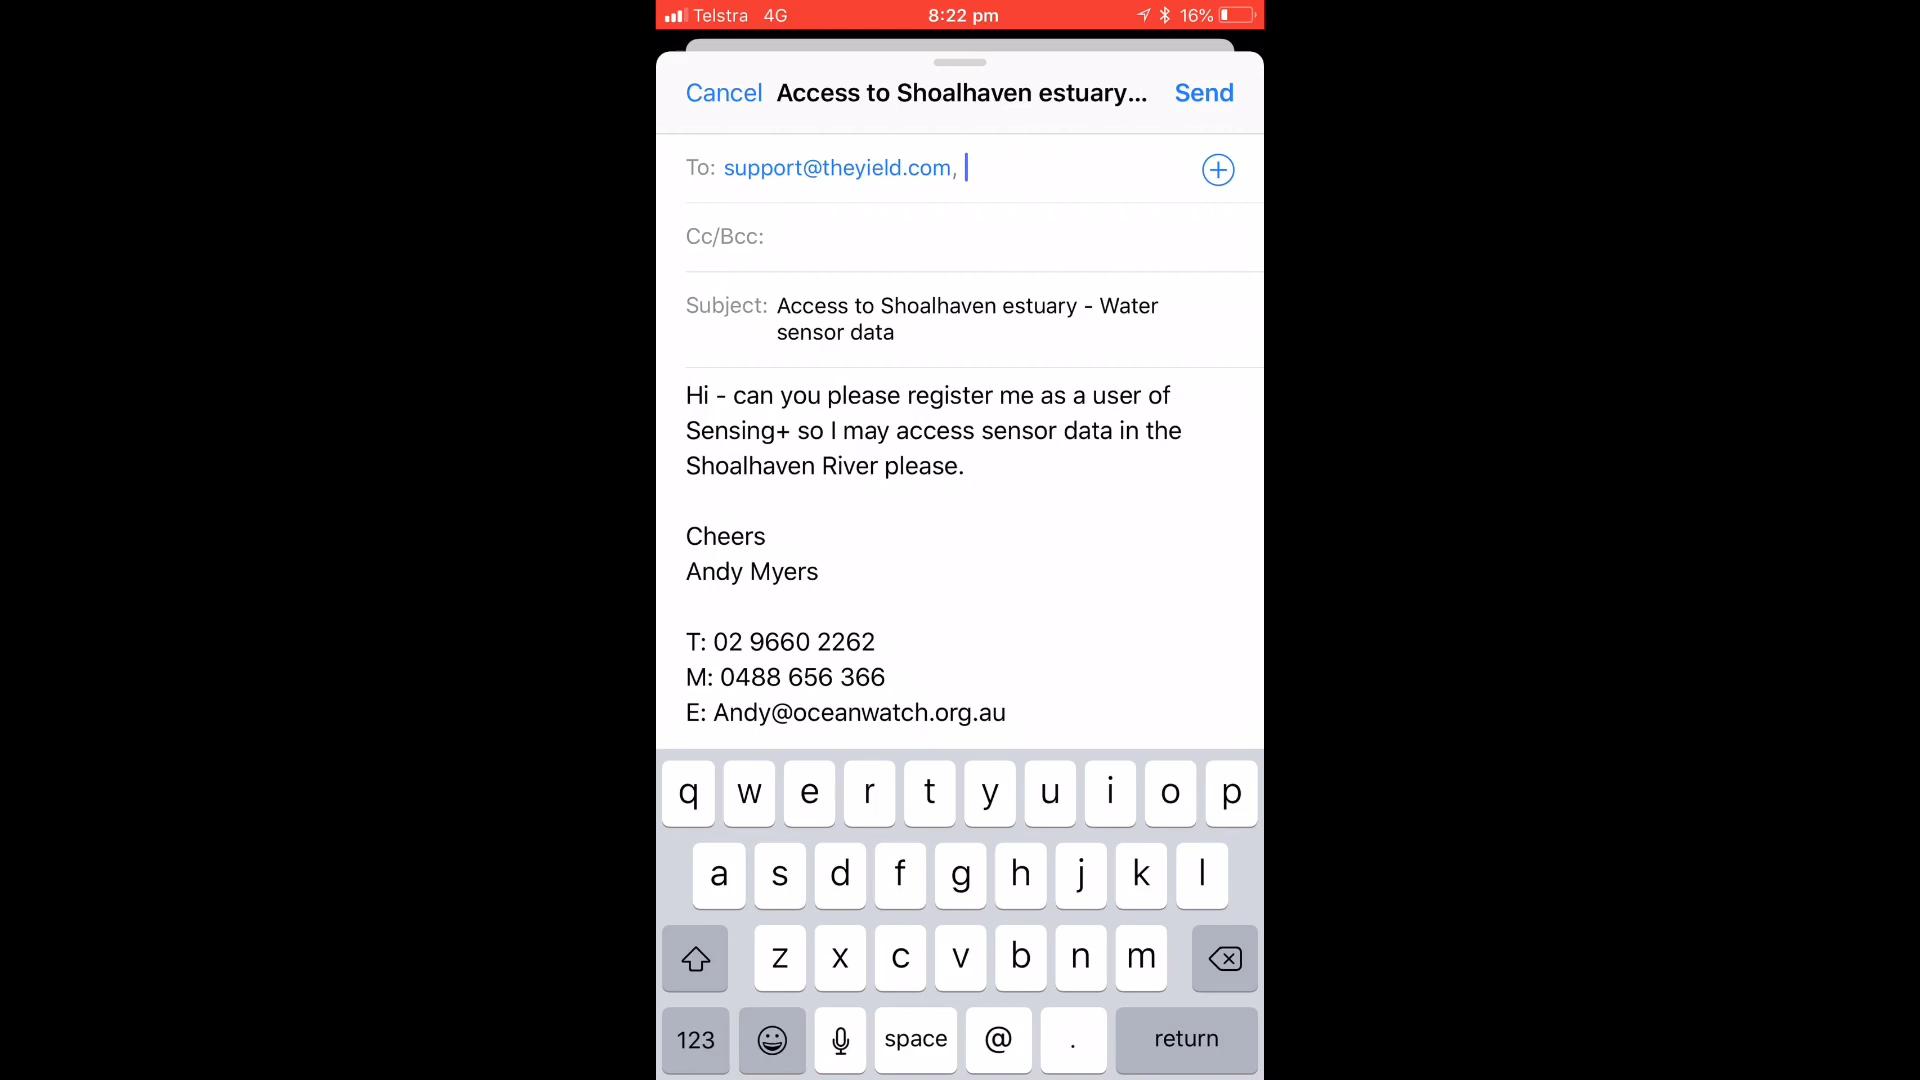 Telstra 4G 8:22 pm 16%
Cancel Access to Shoalhaven estuary... Send
To: support@theyield.com,
Cc/Bcc:
Subject: Access to Shoalhaven estuary - Water
sensor data
Hi - can you please register me as a user of
Sensing+ so I may access sensor data in the
Shoalhaven River please.
Cheers
Andy Myers
T: 02 9660 2262
M: 0488 656 366
E: Andy@oceanwatch.org.au
q w e r t y u i o p
a s d f g h j k l
z x c v b n m
123 space @ . return